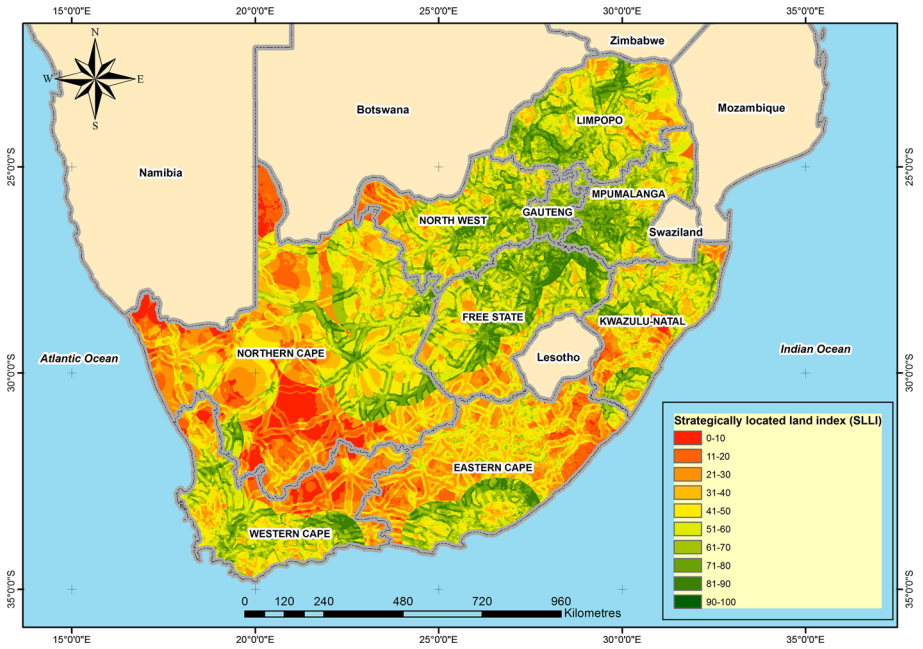 15°0'0"E 20°0'0"E 25°0'0"E 30°0'0"E 35°0'0"E
N
W E
S
Zimbabwe
Botswana
Mozambique
LIMPOPO
Namibia
25°0'0"S 25°0'0"S
MPUMALANGA
NORTH WEST
GAUTENG
Swaziland
FREE STATE
KWAZULU-NATAL
Atlantic Ocean
NORTHERN CAPE
Lesotho
Indian Ocean
30°0'0"S 30°0'0"S
EASTERN CAPE
WESTERN CAPE
Strategically located land index (SLLI)
0-10
11-20
21-30
31-40
41-50
51-60
61-70
71-80
81-90
90-100
35°0'0"S 35°0'0"S
0 120 240 480 720 960
Kilometres
15°0'0"E 20°0'0"E 25°0'0"E 30°0'0"E 35°0'0"E